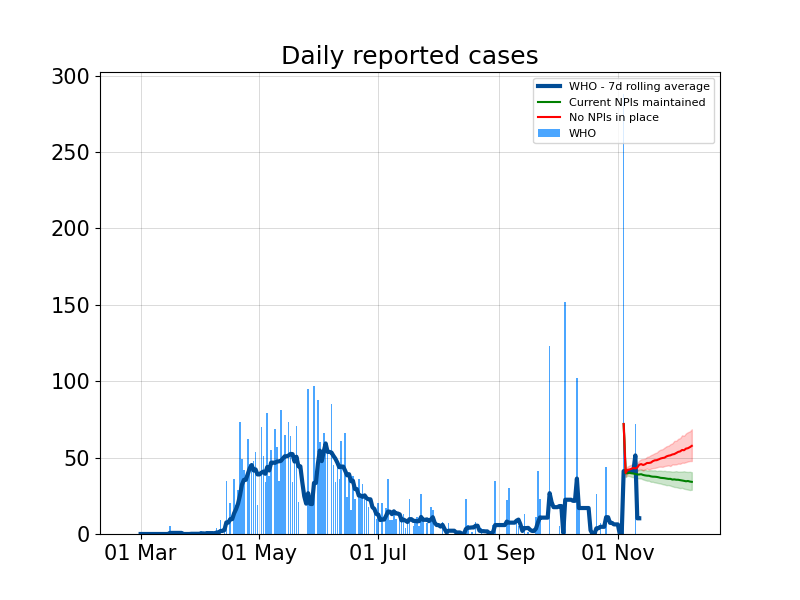 Daily reported cases
300
250
200
150
100
50
0
WHO - 7d rolling average
Current NPIs maintained
No NPIs in place
WHO
01 Mar
01 May
01 Jul
01 Sep
01 Nov